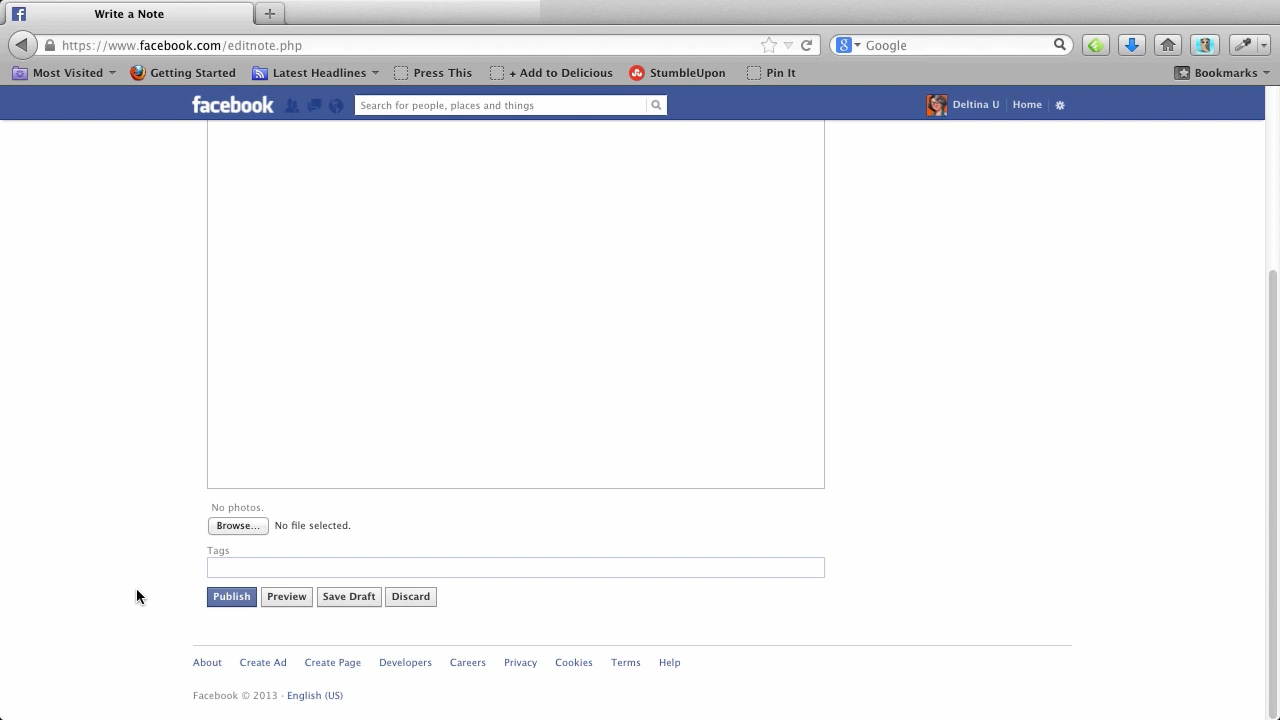 Write a Note
https://www.facebook.com/editnote.php
Google
Most Visited
Getting Started
Latest Headlines
Press This
+ Add to Delicious
StumbleUpon
Pin It
Bookmarks
facebook
Search for people, places and things
Deltina U
Home
No photos.
Browse... No file selected.
Tags
Publish Preview Save Draft Discard
About Create Ad Create Page Developers Careers Privacy Cookies Terms Help
Facebook © 2013 · English (US)